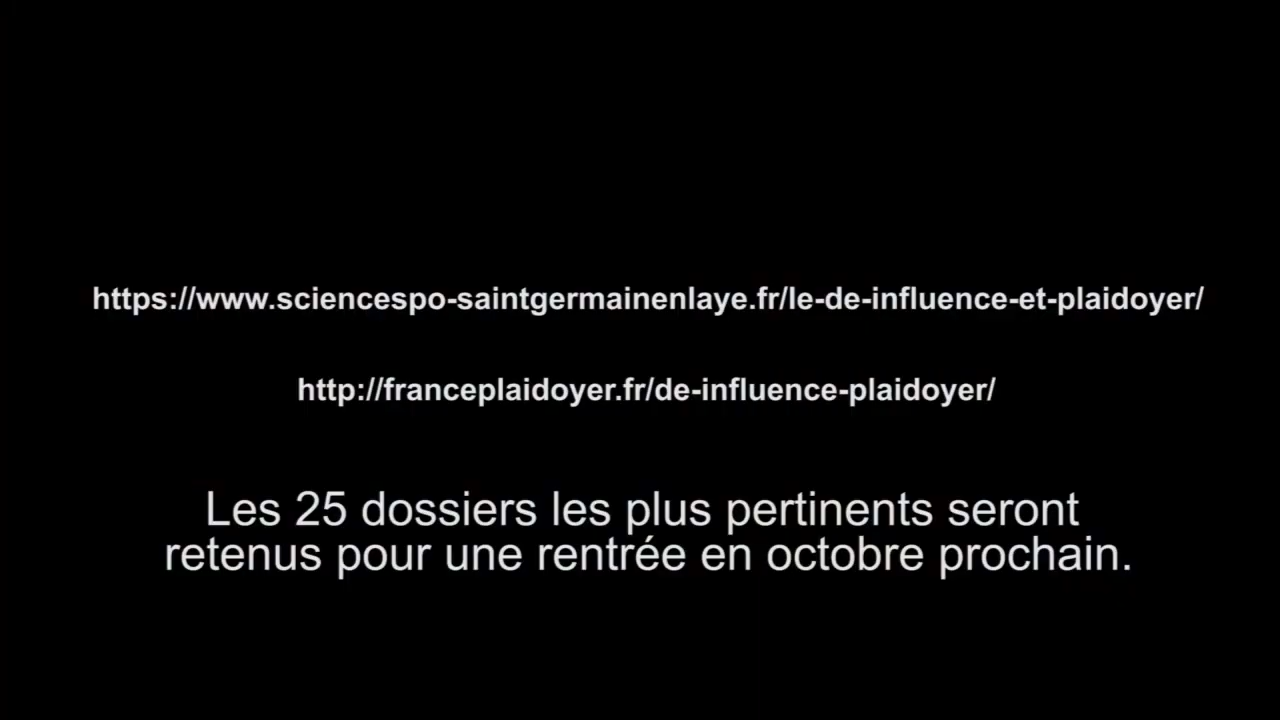 https://www.sciencespo-saintgermainenlaye.fr/le-de-influence-et-plaidoyer/
http://franceplaidoyer.fr/de-influence-plaidoyer/
Les 25 dossiers les plus pertinents seront
retenus pour une rentrée en octobre prochain.